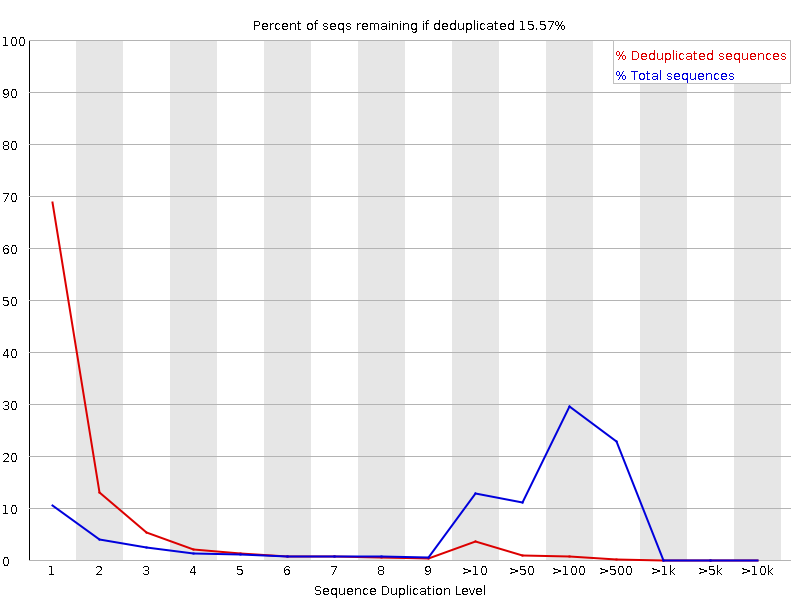 Percent of seqs remaining if deduplicated 15.57%
% Deduplicated sequences
% Total sequences
100
90
80
70
60
50
40
30
20
10
0
1 2 3 4 5 6 7 8 9 >10 >50 >100 >500 >1k >5k >10k
Sequence Duplication Level